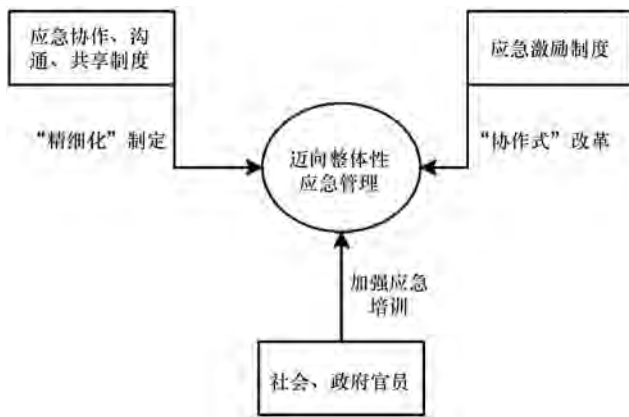 应急协作、沟
通、共享制度
应急激励制度
“精细化”制定
“协作式”改革
迈向整体性
应急管理
加强应急
培训
社会、政府官员